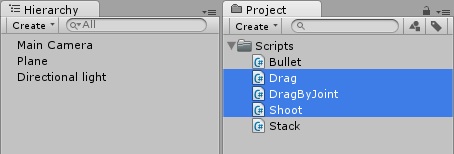 Hierarchy
Create
All
Main Camera
Plane
Directional light
Project
Create
Scripts
Bullet
Drag
DragByJoint
Shoot
Stack